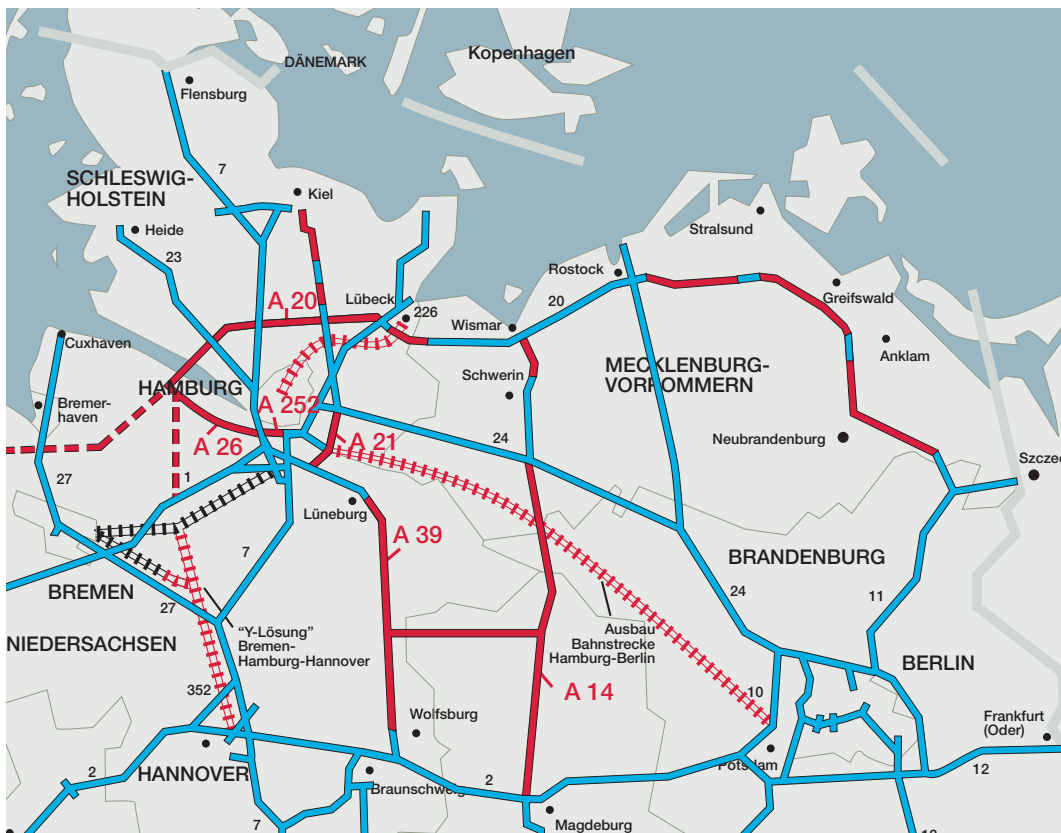 Kopenhagen
DÄNEMARK
Flensburg
7
SCHLESWIG-
HOLSTEIN
Kiel
Heide
23
Stralsund
Rostock
20
Greifswald
A 20
Lübeck
226
Wismar
Cuxhaven
Anklam
MECKLENBURG-
VORPOMMERN
Schwerin
HAMBURG
Bremer-
haven
A 252
A 26
A 21
24
Neubrandenburg
Szczec
27
1
Lüneburg
A 39
7
BRANDENBURG
BREMEN
27
24
11
"Y-Lösung"
Bremen-
Hamburg-Hannover
Ausbau
Bahnstrecke
Hamburg-Berlin
NIEDERSACHSEN
BERLIN
352
A 14
10
Wolfsburg
Frankfurt
(Oder)
Potsdam
HANNOVER
2
2
12
Braunschweig
7
Magdeburg